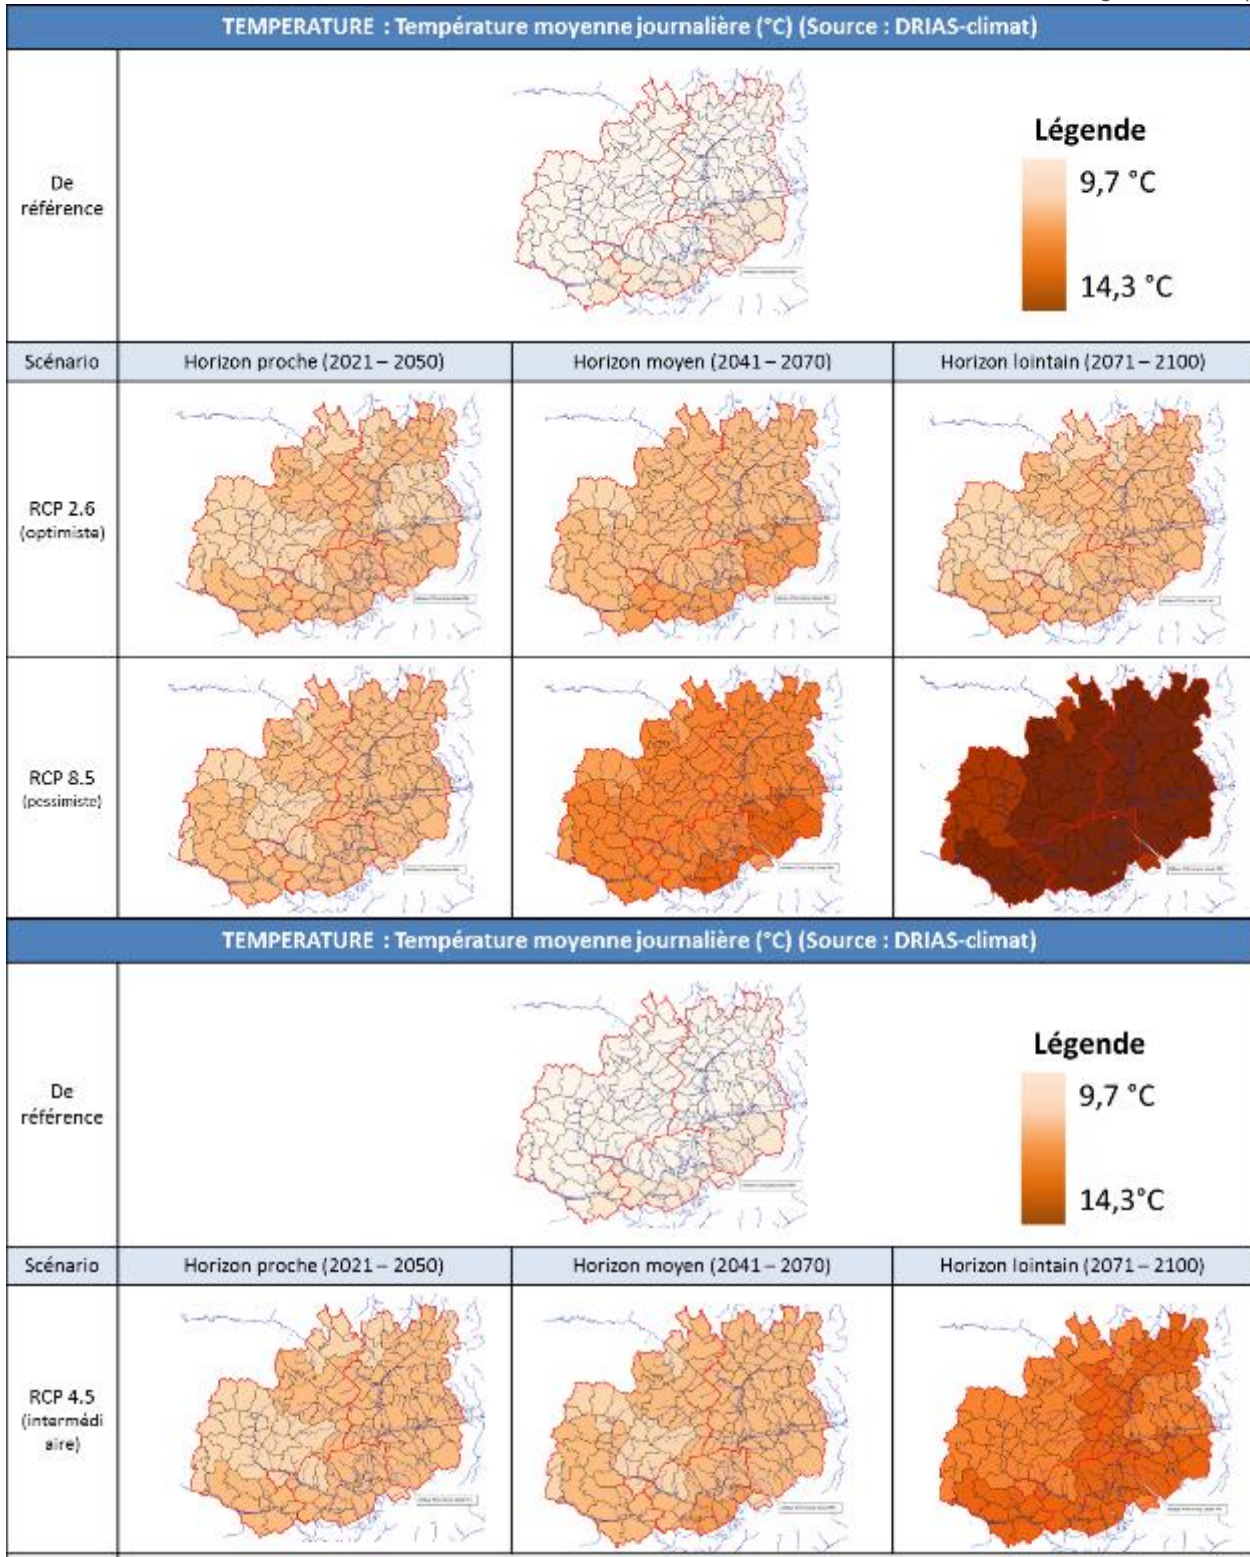 TEMPERATURE : Température moyenne journalière (°C) (Source : DRIAS-climat)
De
référence
Légende
9,7 °C
14,3 °C
Scénario
Horizon proche (2021 – 2050)
Horizon moyen (2041 – 2070)
Horizon lointain (2071 – 2100)
RCP 2.6
(optimiste)
RCP 8.5
(pessimiste)
TEMPERATURE : Température moyenne journalière (°C) (Source : DRIAS-climat)
De
référence
Légende
9,7 °C
14,3°C
Scénario
Horizon proche (2021 – 2050)
Horizon moyen (2041 – 2070)
Horizon lointain (2071 – 2100)
RCP 4.5
(intermédi
aire)